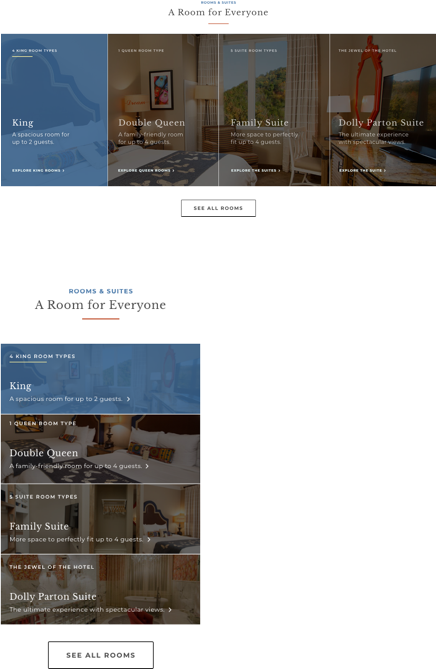 ROOMS & SUITES
A Room for Everyone
4 KING ROOM TYPES
King
A spacious room for
up to 2 guests.
EXPLORE KING ROOMS >
1 QUEEN ROOM TYPE
Double Queen
A family-friendly room
for up to 4 guests.
EXPLORE QUEEN ROOMS >
5 SUITE ROOM TYPES
Family Suite
More space to perfectly
fit up to 4 guests.
EXPLORE THE SUITES >
THE JEWEL OF THE HOTEL
Dolly Parton Suite
The ultimate experience
with spectacular views.
EXPLORE THE SUITE >
SEE ALL ROOMS
ROOMS & SUITES
A Room for Everyone
4 KING ROOM TYPES
King
A spacious room for up to 2 guests. >
1 QUEEN ROOM TYPE
Double Queen
A family-friendly room for up to 4 guests. >
5 SUITE ROOM TYPES
Family Suite
More space to perfectly fit up to 4 guests. >
THE JEWEL OF THE HOTEL
Dolly Parton Suite
The ultimate experience with spectacular views. >
SEE ALL ROOMS